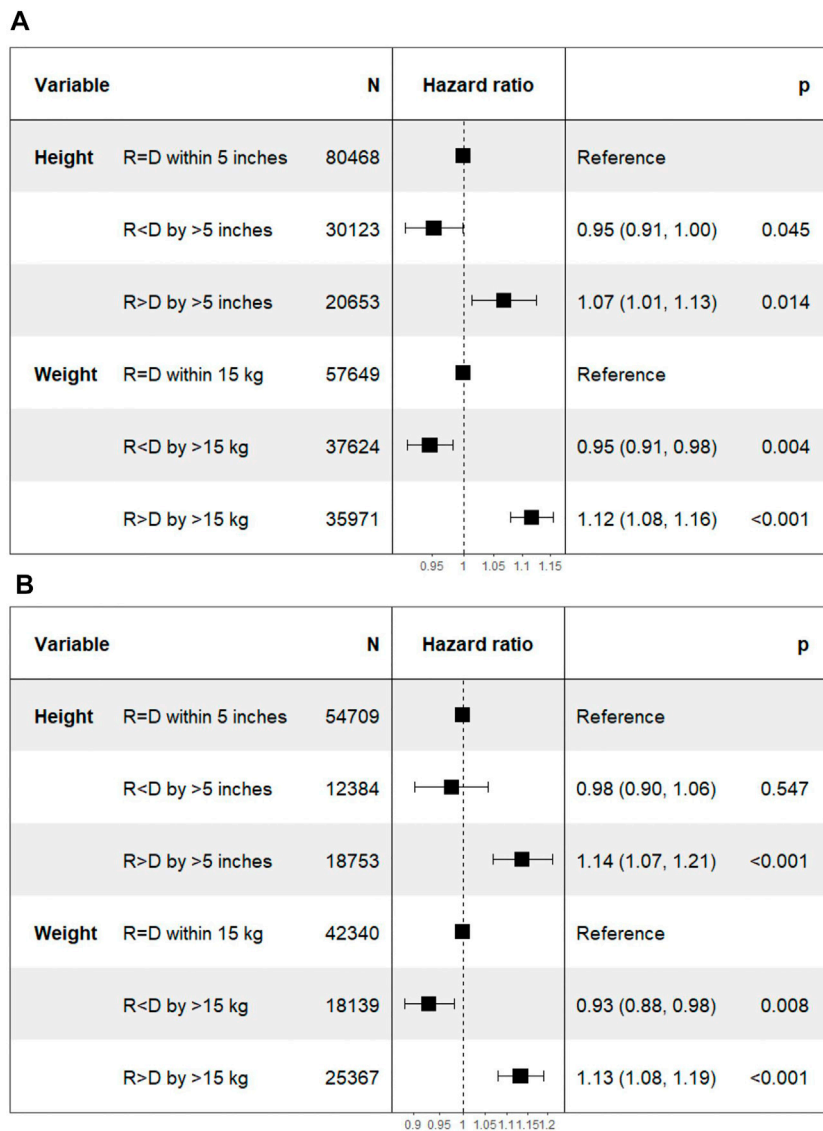 A
Variable N Hazard ratio p
Height R=D within 5 inches 80468 Reference
R<D by >5 inches 30123 0.95 (0.91, 1.00) 0.045
R>D by >5 inches 20653 1.07 (1.01, 1.13) 0.014
Weight R=D within 15 kg 57649 Reference
R<D by >15 kg 37624 0.95 (0.91, 0.98) 0.004
R>D by >15 kg 35971 1.12 (1.08, 1.16) <0.001
0.95 1 1.05 1.1 1.15
B
Variable N Hazard ratio p
Height R=D within 5 inches 54709 Reference
R<D by >5 inches 12384 0.98 (0.90, 1.06) 0.547
R>D by >5 inches 18753 1.14 (1.07, 1.21) <0.001
Weight R=D within 15 kg 42340 Reference
R<D by >15 kg 18139 0.93 (0.88, 0.98) 0.008
R>D by >15 kg 25367 1.13 (1.08, 1.19) <0.001
0.9 0.95 1 1.05 1.1 1.15 1.2